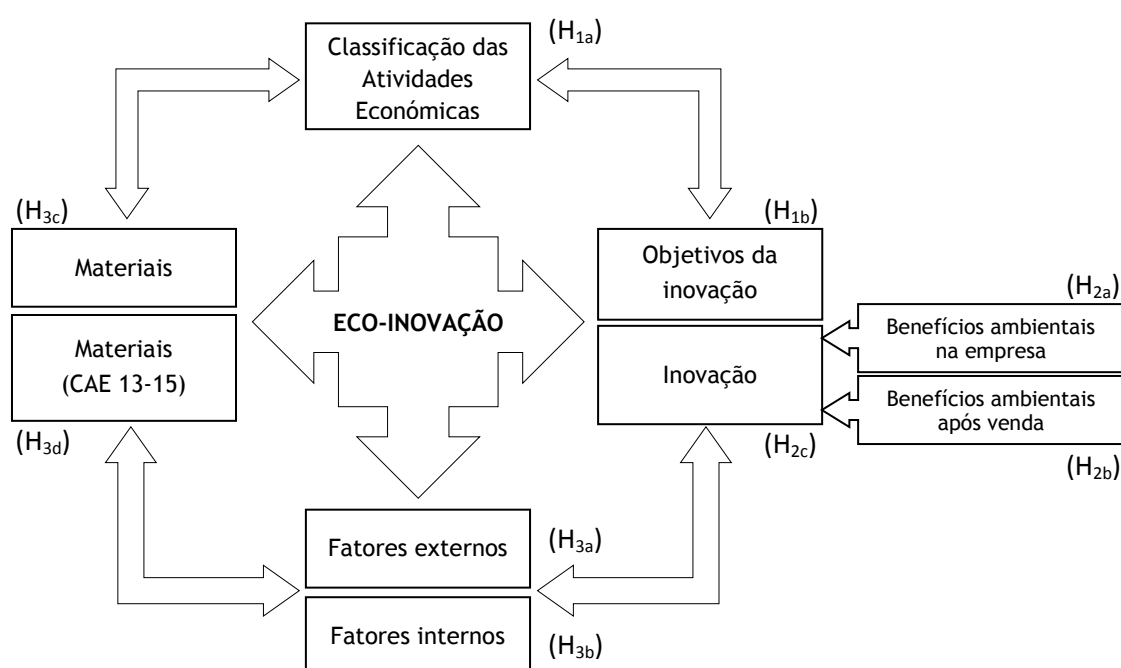 (H₁ₐ)
Classificação das
Atividades
Económicas
(H₃c)
Materiais
Materiais
(CAE 13-15)
(H₃d)
ECO-INOVAÇÃO
(H₁b)
Objetivos da
inovação
Inovação
(H₂c)
(H₂ₐ)
Benefícios ambientais
na empresa
Benefícios ambientais
após venda
(H₂b)
Fatores externos
(H₃ₐ)
Fatores internos
(H₃b)